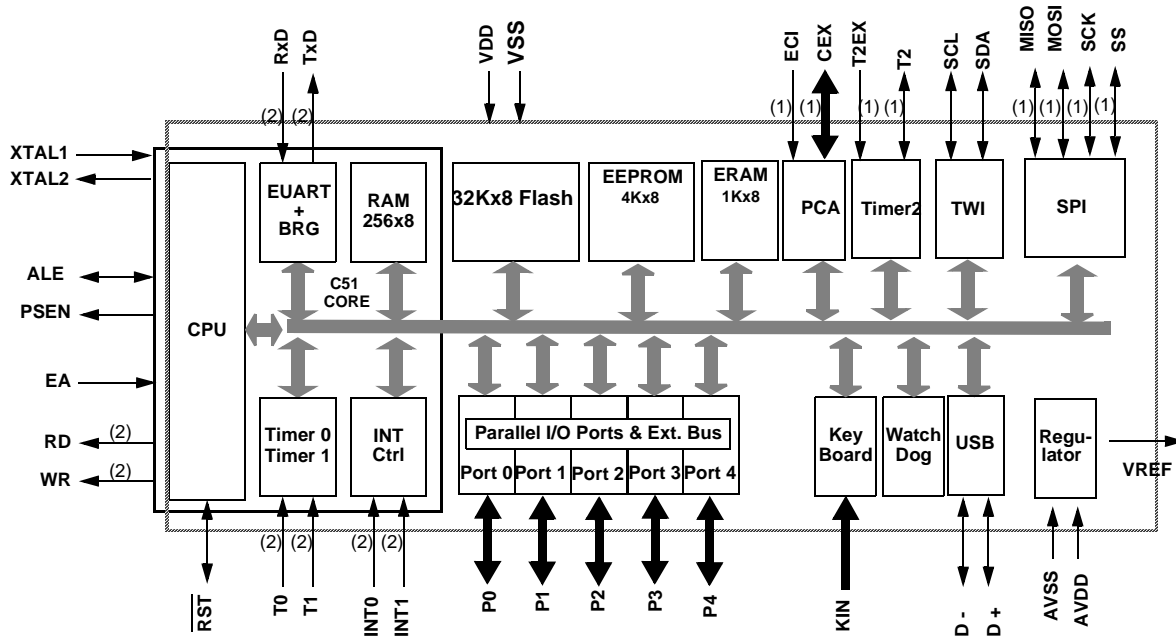 RxD
TxD
VDD
VSS
ECI
CEX
T2EX
T2
SCL
SDA
MISO
MOSI
SCK
SS
(2)
(2)
(1)
(1)
(1)
(1)
(1)
(1)
(1)
(1)
XTAL1
XTAL2
ALE
PSEN
EA
RD
(2)
WR
(2)
CPU
EUART
+
BRG
RAM
256x8
C51
CORE
32Kx8 Flash
EEPROM
4Kx8
ERAM
1Kx8
PCA
Timer2
TWI
SPI
Timer 0
Timer 1
INT
Ctrl
Parallel I/O Ports & Ext. Bus
Port 0
Port 1
Port 2
Port 3
Port 4
Key
Board
Watch
Dog
USB
Regu-
lator
VREF
(2)
(2)
(2)
(2)
RST
T0
T1
INT0
INT1
P0
P1
P2
P3
P4
KIN
D -
D +
AVSS
AVDD